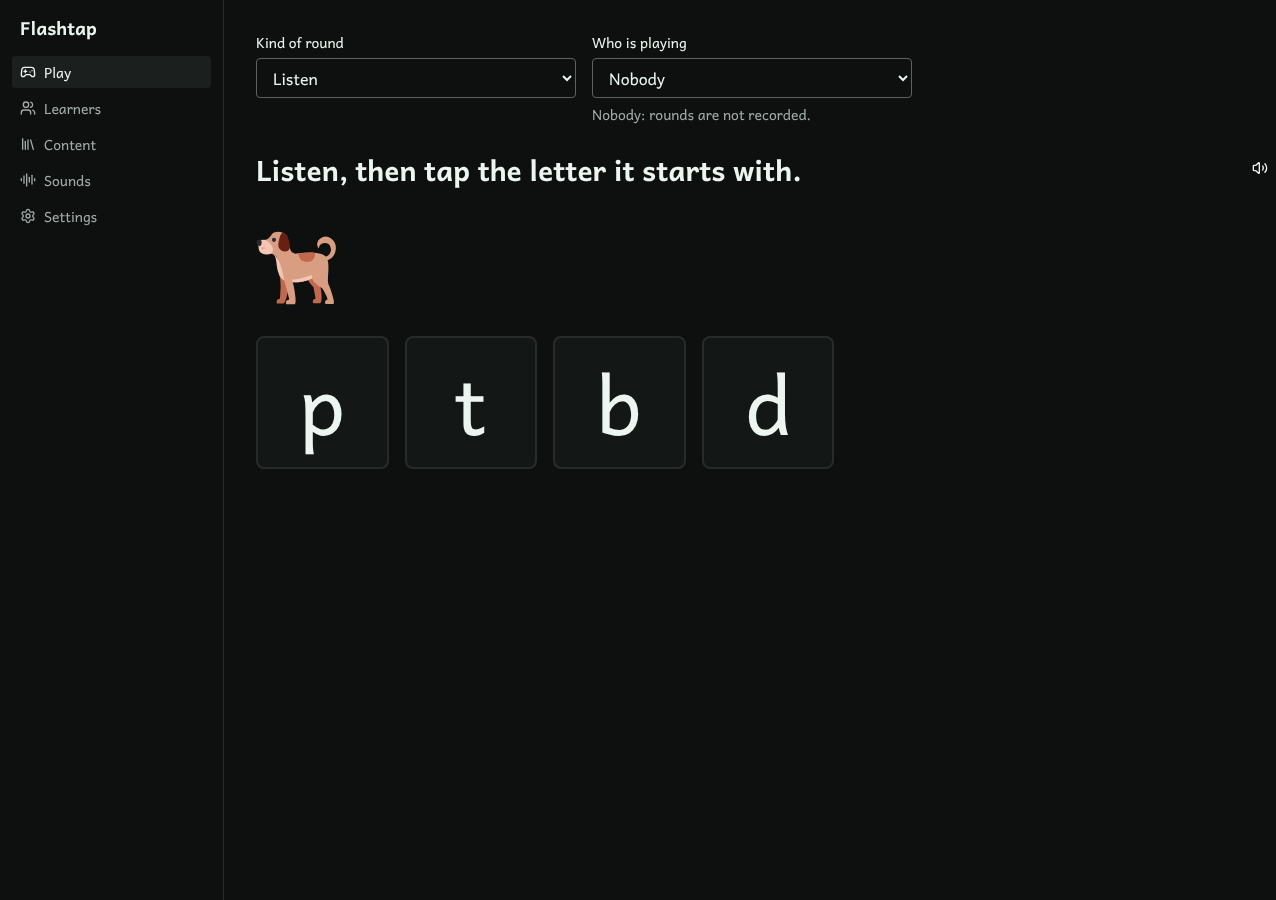 Flashtap
Play
Learners
Content
Sounds
Settings
Kind of round
Listen
Who is playing
Nobody
Nobody: rounds are not recorded.
Listen, then tap the letter it starts with.
p t b d